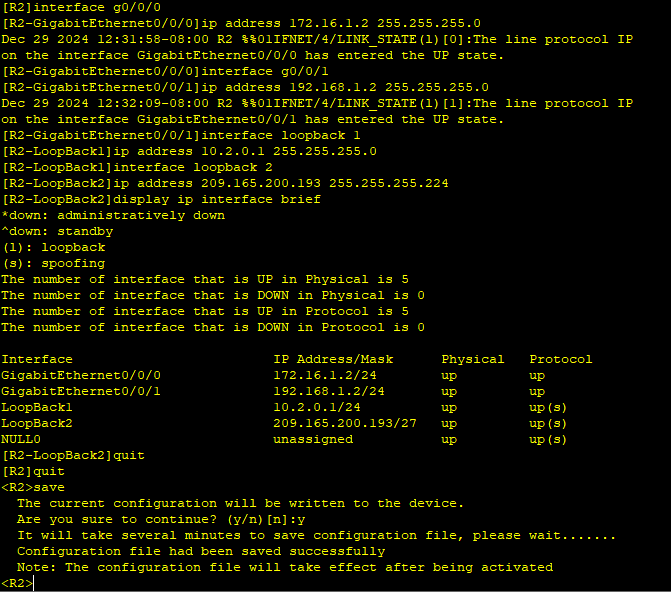 [R2]interface g0/0/0
[R2-GigabitEthernet0/0/0]ip address 172.16.1.2 255.255.255.0
Dec 29 2024 12:31:58-08:00 R2 %%01IFNET/4/LINK_STATE(l)[0]:The line protocol IP
on the interface GigabitEthernet0/0/0 has entered the UP state.
[R2-GigabitEthernet0/0/0]interface g0/0/1
[R2-GigabitEthernet0/0/1]ip address 192.168.1.2 255.255.255.0
Dec 29 2024 12:32:09-08:00 R2 %%01IFNET/4/LINK_STATE(l)[1]:The line protocol IP
on the interface GigabitEthernet0/0/1 has entered the UP state.
[R2-GigabitEthernet0/0/1]interface loopback 1
[R2-LoopBack1]ip address 10.2.0.1 255.255.255.0
[R2-LoopBack1]interface loopback 2
[R2-LoopBack2]ip address 209.165.200.193 255.255.255.224
[R2-LoopBack2]display ip interface brief
*down: administratively down
^down: standby
(l): loopback
(s): spoofing
The number of interface that is UP in Physical is 5
The number of interface that is DOWN in Physical is 0
The number of interface that is UP in Protocol is 5
The number of interface that is DOWN in Protocol is 0
Interface IP Address/Mask Physical Protocol
GigabitEthernet0/0/0 172.16.1.2/24 up up
GigabitEthernet0/0/1 192.168.1.2/24 up up
LoopBack1 10.2.0.1/24 up up(s)
LoopBack2 209.165.200.193/27 up up(s)
NULL0 unassigned up up(s)
[R2-LoopBack2]quit
[R2]quit
<R2>save
The current configuration will be written to the device.
Are you sure to continue? (y/n)[n]:y
It will take several minutes to save configuration file, please wait.......
Configuration file had been saved successfully
Note: The configuration file will take effect after being activated
<R2>